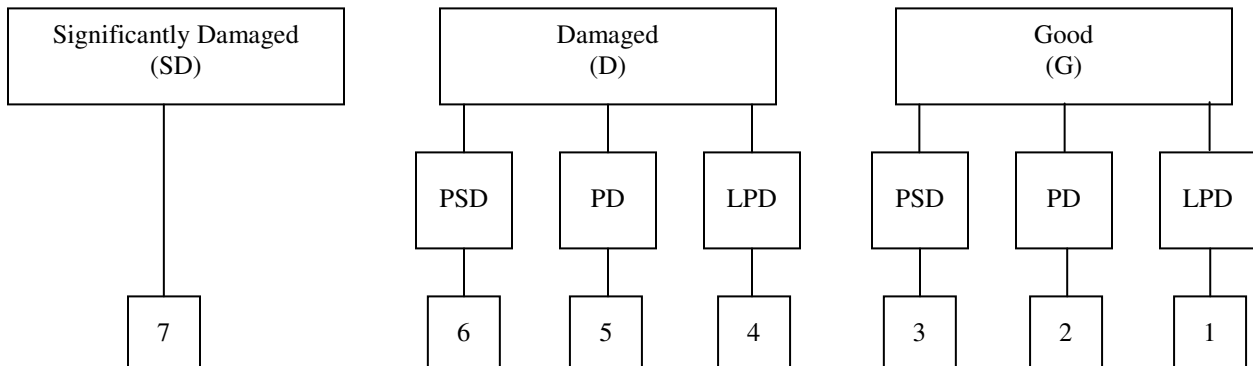 Significantly Damaged
(SD)
Damaged
(D)
Good
(G)
PSD
PD
LPD
PSD
PD
LPD
7
6
5
4
3
2
1